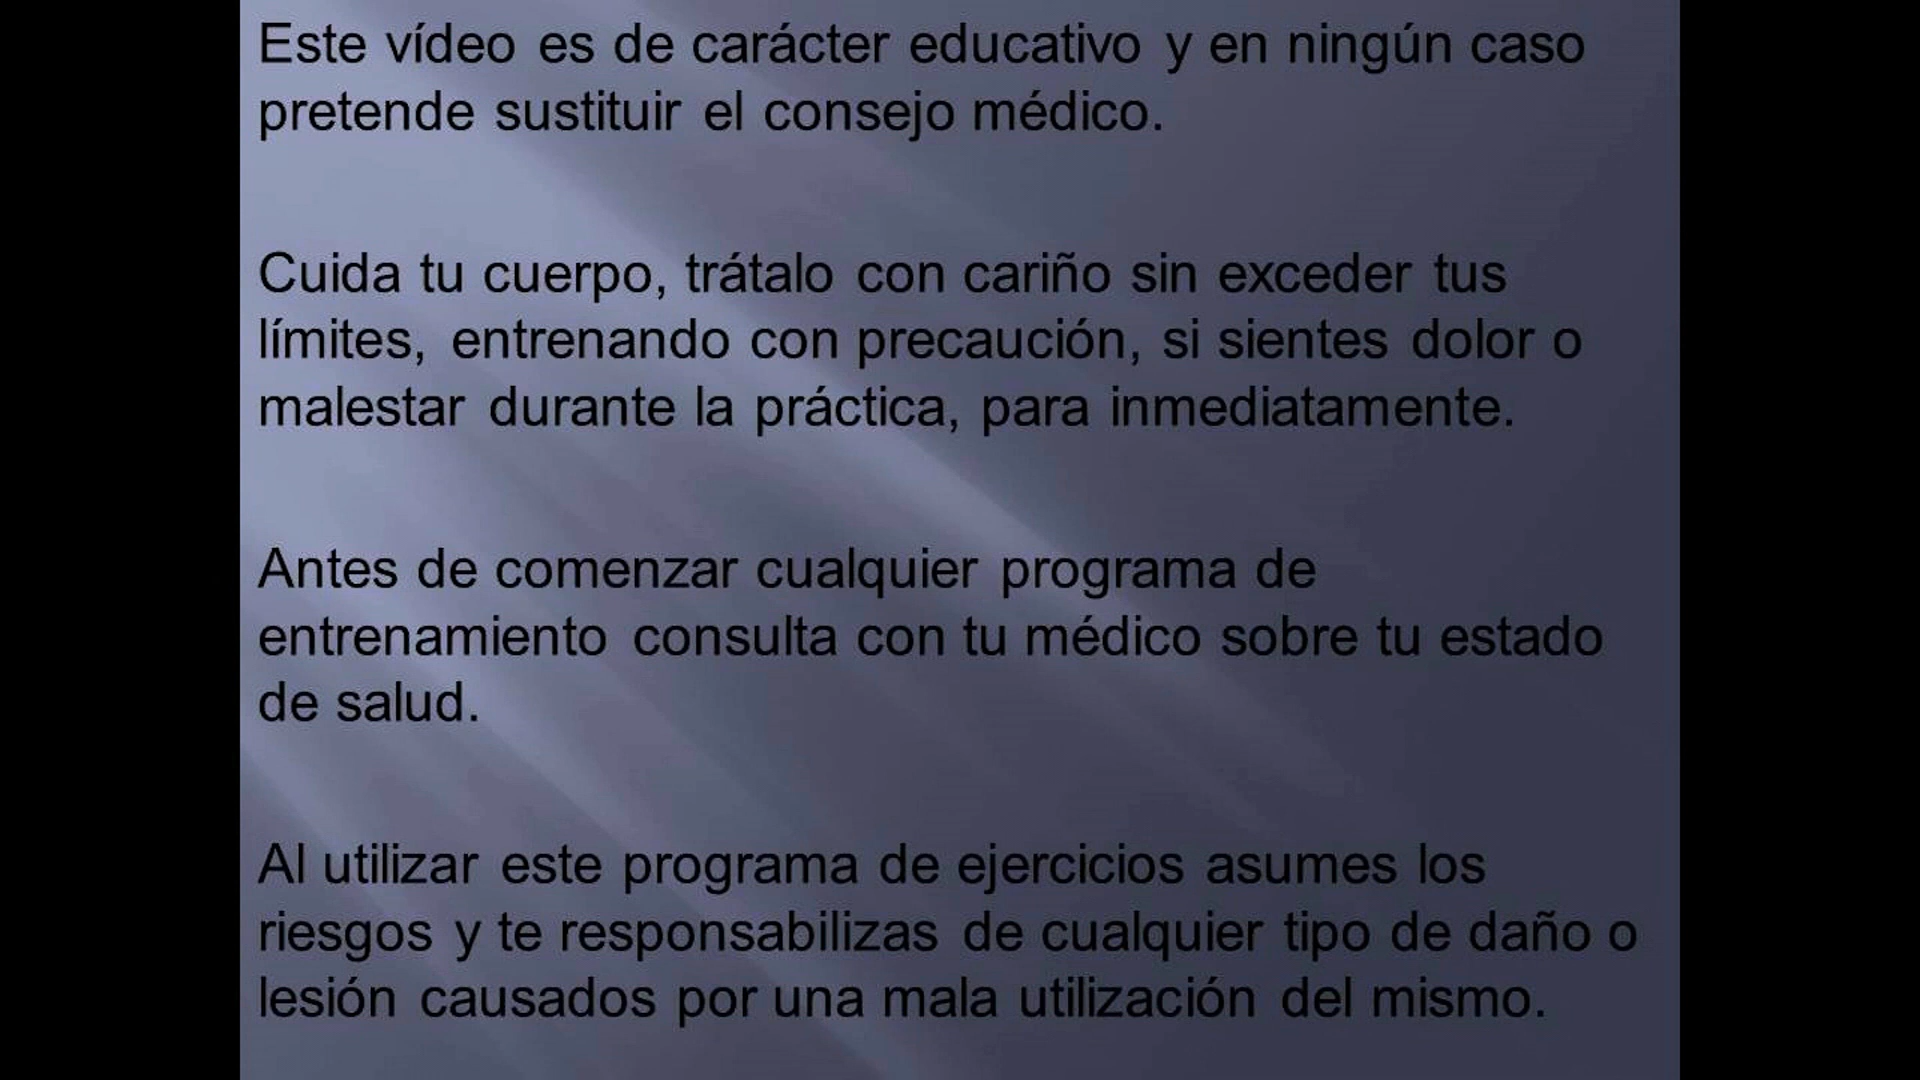 Este vídeo es de carácter educativo y en ningún caso
pretende sustituir el consejo médico.
Cuida tu cuerpo, trátalo con cariño sin exceder tus
límites, entrenando con precaución, si sientes dolor o
malestar durante la práctica, para inmediatamente.
Antes de comenzar cualquier programa de
entrenamiento consulta con tu médico sobre tu estado
de salud.
Al utilizar este programa de ejercicios asumes los
riesgos y te responsabilizas de cualquier tipo de daño o
lesión causados por una mala utilización del mismo.